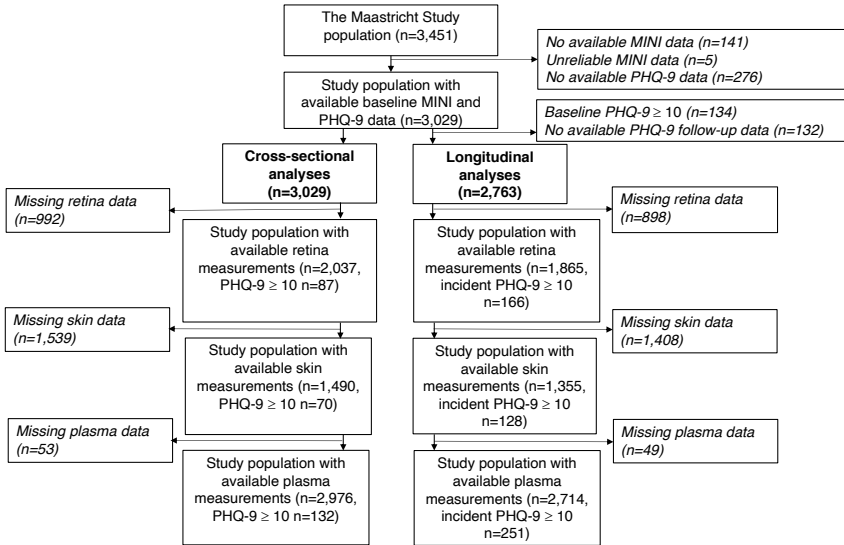 The Maastricht Study
population (n=3,451)
No available MINI data (n=141)
Unreliable MINI data (n=5)
No available PHQ-9 data (n=276)
Study population with
available baseline MINI and
PHQ-9 data (n=3,029)
Baseline PHQ-9 ≥ 10 (n=134)
No available PHQ-9 follow-up data (n=132)
Cross-sectional
analyses
(n=3,029)
Longitudinal
analyses
(n=2,763)
Missing retina data
(n=992)
Missing retina data
(n=898)
Study population with
available retina
measurements (n=2,037,
PHQ-9 ≥ 10 n=87)
Study population with
available retina
measurements (n=1,865,
incident PHQ-9 ≥ 10
n=166)
Missing skin data
(n=1,539)
Missing skin data
(n=1,408)
Study population with
available skin
measurements (n=1,490,
PHQ-9 ≥ 10 n=70)
Study population with
available skin
measurements (n=1,355,
incident PHQ-9 ≥ 10
n=128)
Missing plasma data
(n=53)
Missing plasma data
(n=49)
Study population with
available plasma
measurements (n=2,976,
PHQ-9 ≥ 10 n=132)
Study population with
available plasma
measurements (n=2,714,
incident PHQ-9 ≥ 10
n=251)